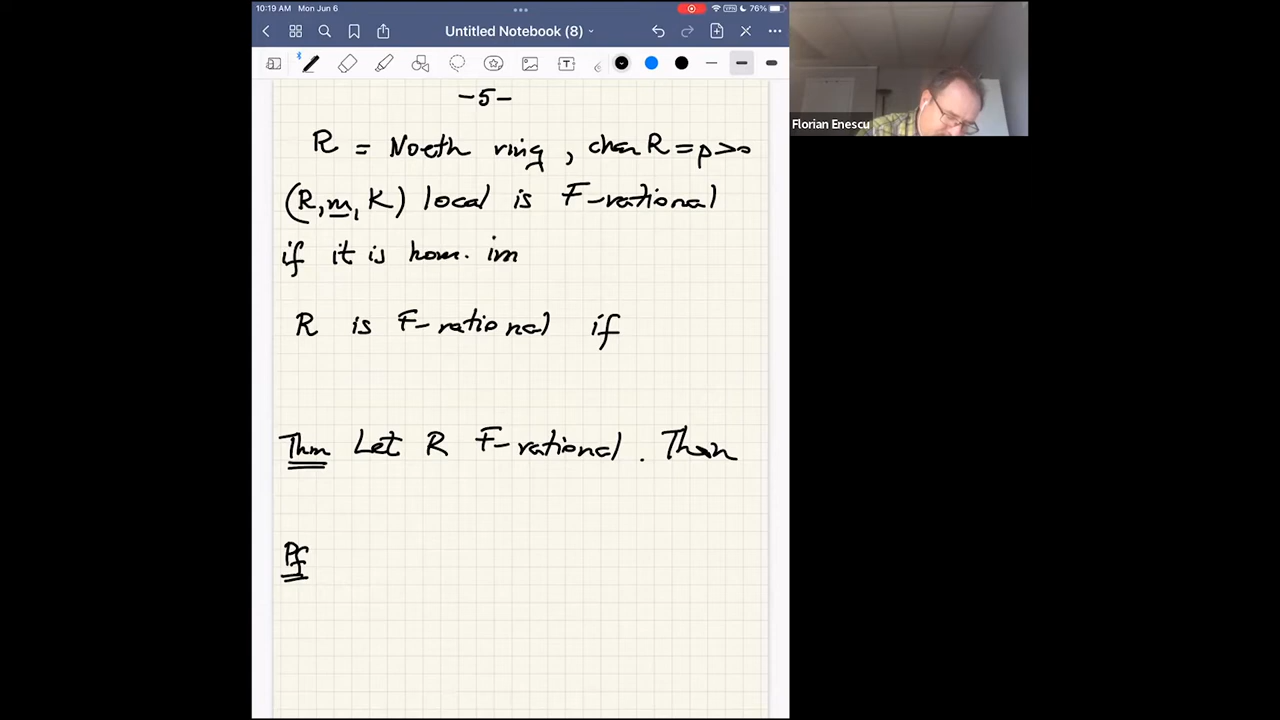 10:19 AM Mon Jun 6
76%
Untitled Notebook (8)
-5-
R = Noeth ring, char R = p>0
(R, m, K) local is F-rational
if it is hom. im
R is F-rational if
Thm Let R F-rational. Then
Pf
Florian Enescu